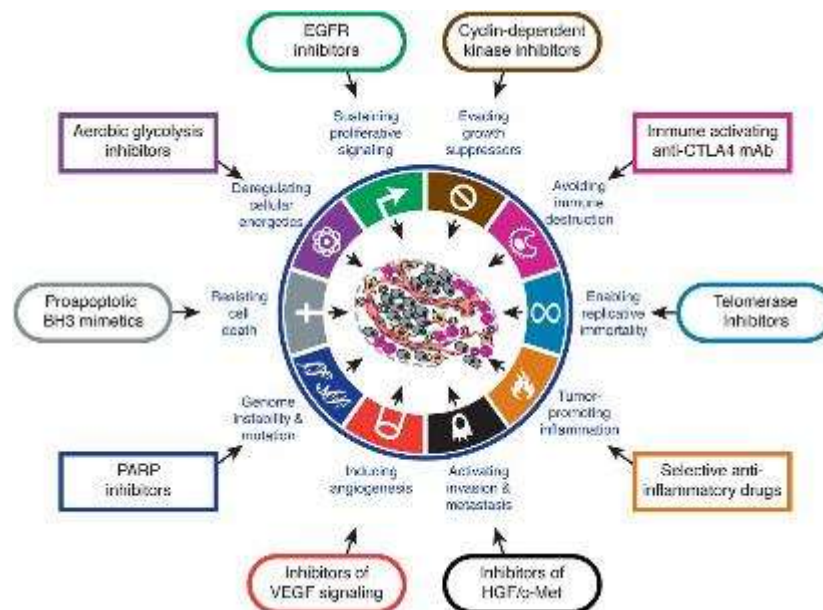 EGFR
inhibitors
Cyclin-dependent
kinase inhibitors
Sustaining
proliferative
signaling
Evading
growth
suppressors
Aerobic glycolysis
inhibitors
Immune activating
anti-CTLA4 mAb
Deregulating
cellular
energetics
Avoiding
immune
destruction
Proapoptotic
BH3 mimetics
Resisting
cell
death
Enabling
replicative
immortality
Telomerase
Inhibitors
Genome
instability &
mutation
Tumor-
promoting
inflammation
PARP
inhibitors
Inducing
angiogenesis
Activating
invasion &
metastasis
Selective anti-
inflammatory drugs
Inhibitors of
VEGF signaling
Inhibitors of
HGF/c-Met